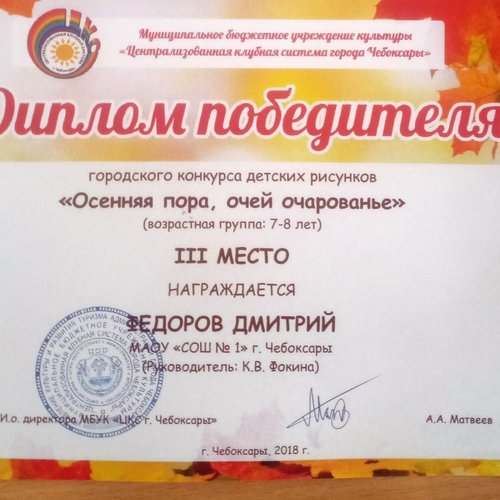 Муниципальное бюджетное учреждение культуры
«Централизованная клубная система города Чебоксары»
ЦКС
Диплом победителя
городского конкурса детских рисунков
«Осенняя пора, очей очарованье»
(возрастная группа: 7-8 лет)
III МЕСТО
НАГРАЖДАЕТСЯ
ФЕДОРОВ ДМИТРИЙ
МАОУ «СОШ № 1» г. Чебоксары
(Руководитель: К.В. Фокина)
И.о. директора МБУК «ЦКС г. Чебоксары»
А.А. Матвеев
г. Чебоксары, 2018 г.